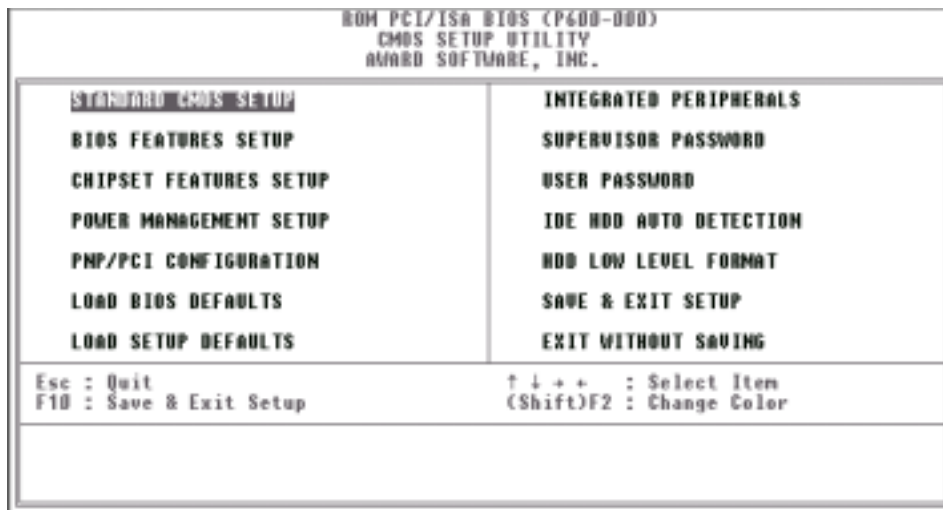 ROM PCI/ISA BIOS (P600-000)
CMOS SETUP UTILITY
AWARD SOFTWARE, INC.
STANDARD CMOS SETUP
BIOS FEATURES SETUP
CHIPSET FEATURES SETUP
POWER MANAGEMENT SETUP
PNP/PCI CONFIGURATION
LOAD BIOS DEFAULTS
LOAD SETUP DEFAULTS
INTEGRATED PERIPHERALS
SUPERVISOR PASSWORD
USER PASSWORD
IDE HDD AUTO DETECTION
HDD LOW LEVEL FORMAT
SAVE & EXIT SETUP
EXIT WITHOUT SAVING
Esc : Quit
F10 : Save & Exit Setup
↑ ↓ → ← : Select Item
(Shift)F2 : Change Color